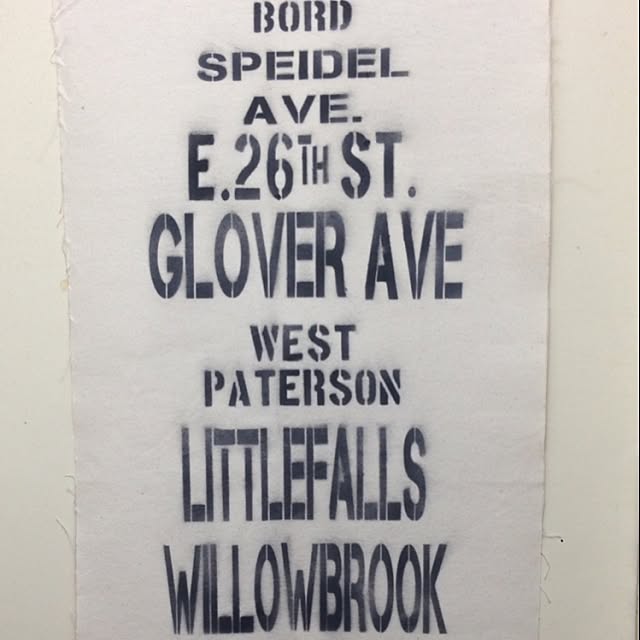 BORD
SPEIDEL
AVE.
E.26TH ST.
GLOVER AVE
WEST
PATERSON
LITTLEFALLS
WILLOWBROOK